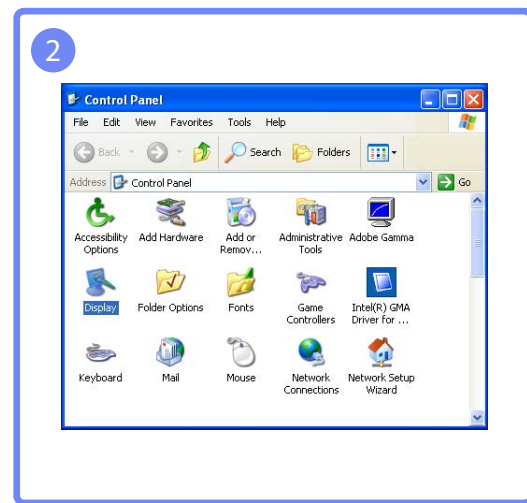 2
Control Panel
File Edit View Favorites Tools Help
Back Search Folders
Address Control Panel Go
Accessibility Options
Add Hardware
Add or Remov...
Administrative Tools
Adobe Gamma
Display
Folder Options
Fonts
Game Controllers
Intel(R) GMA Driver for ...
Keyboard
Mail
Mouse
Network Connections
Network Setup Wizard